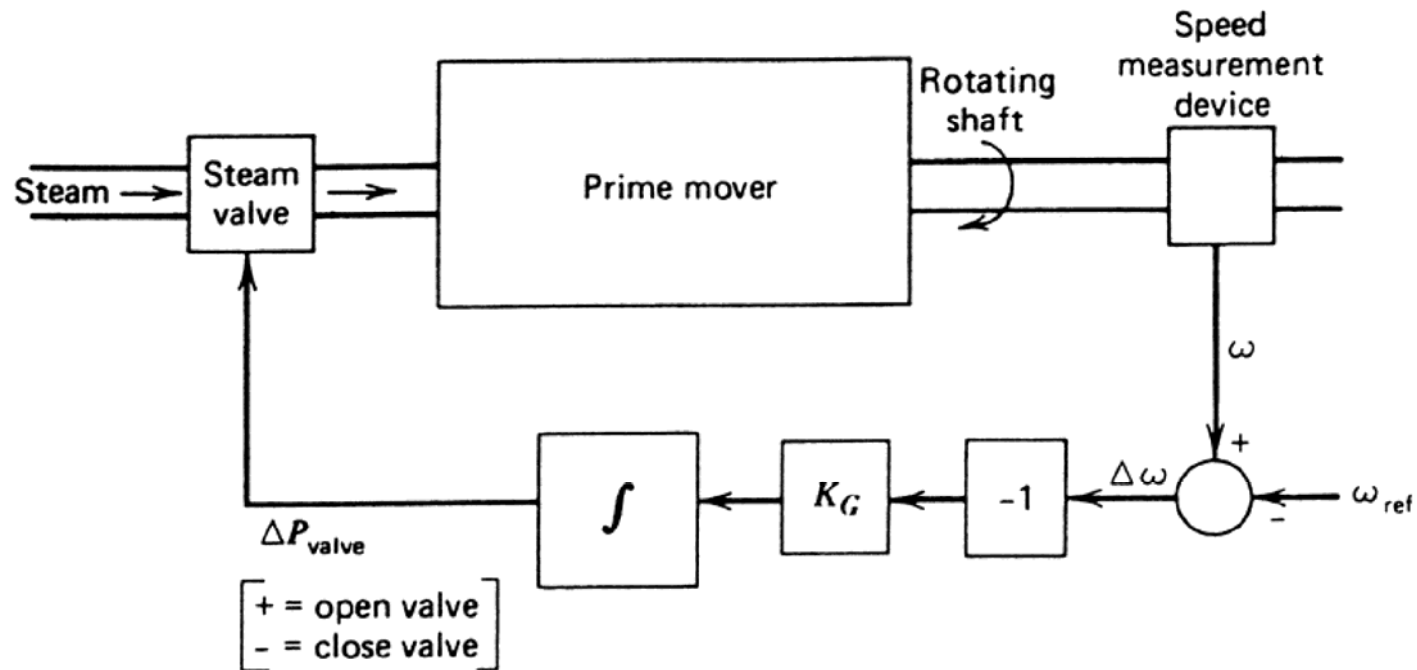 Speed
measurement
device
Rotating
shaft
Steam
Steam
valve
Prime mover
ω
+
Δω
-
ω_ref
-1
K_G
∫
ΔP_valve
+ = open valve
- = close valve